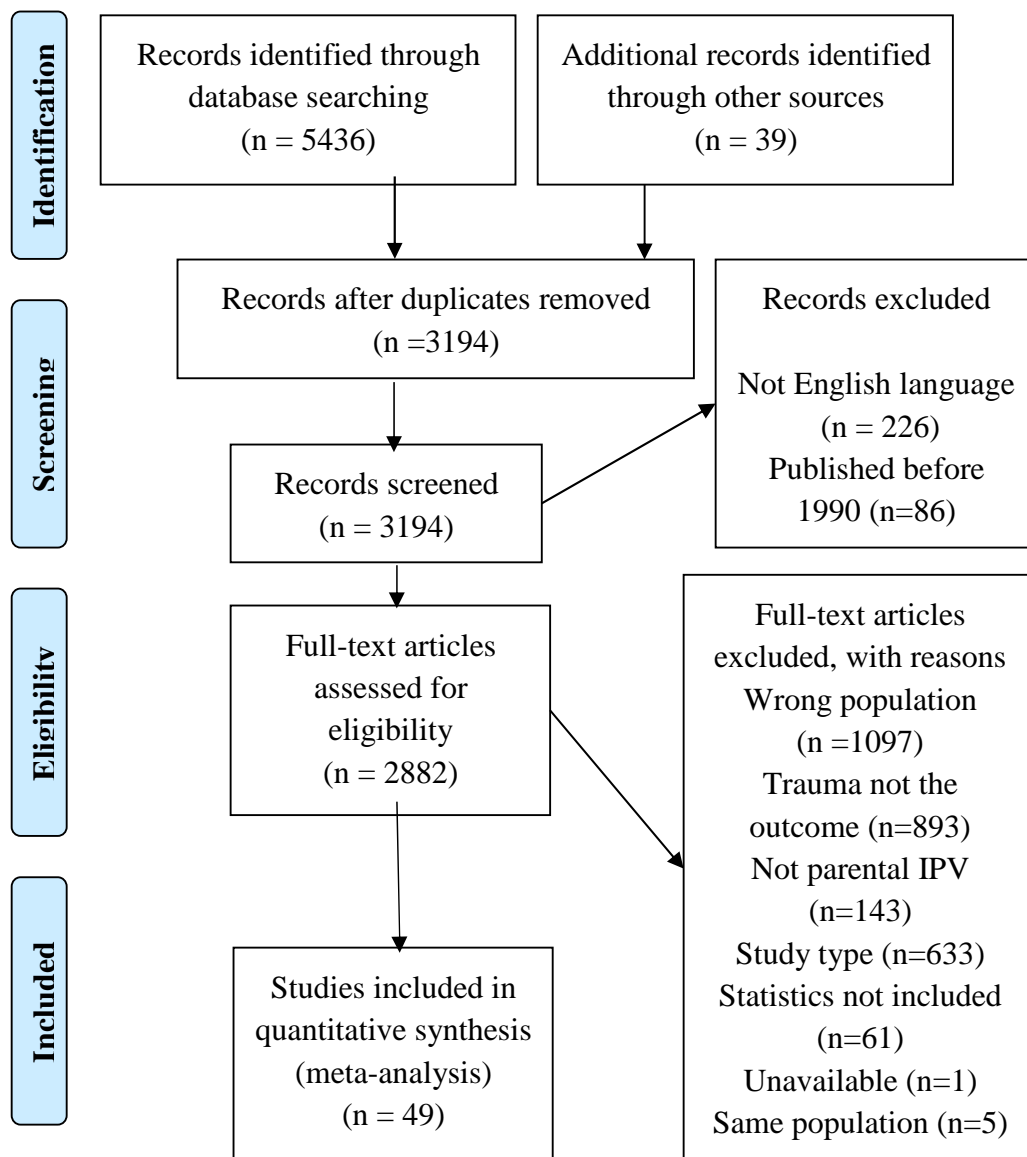 Identification
Records identified through
database searching
(n = 5436)
Additional records identified
through other sources
(n = 39)
Records after duplicates removed
(n =3194)
Screening
Records screened
(n = 3194)
Records excluded
Not English language
(n = 226)
Published before
1990 (n=86)
Eligibility
Full-text articles
assessed for
eligibility
(n = 2882)
Full-text articles
excluded, with reasons
Wrong population
(n =1097)
Trauma not the
outcome (n=893)
Not parental IPV
(n=143)
Study type (n=633)
Statistics not included
(n=61)
Unavailable (n=1)
Same population (n=5)
Included
Studies included in
quantitative synthesis
(meta-analysis)
(n = 49)